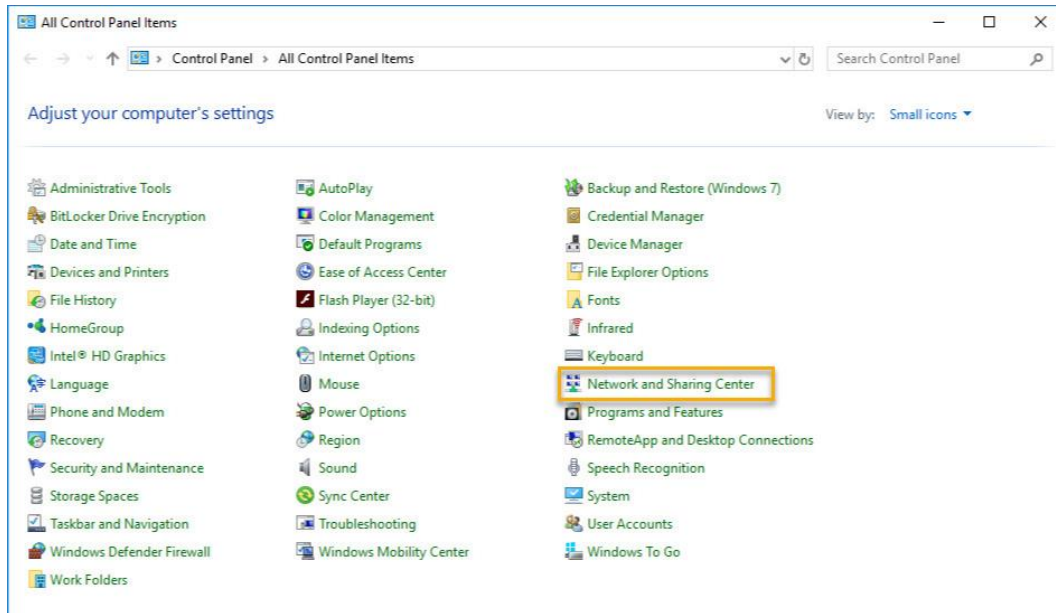 All Control Panel Items
Control Panel > All Control Panel Items
Search Control Panel
Adjust your computer's settings
View by: Small icons
Administrative Tools
AutoPlay
Backup and Restore (Windows 7)
BitLocker Drive Encryption
Color Management
Credential Manager
Date and Time
Default Programs
Device Manager
Devices and Printers
Ease of Access Center
File Explorer Options
File History
Flash Player (32-bit)
Fonts
HomeGroup
Indexing Options
Infrared
Intel® HD Graphics
Internet Options
Keyboard
Language
Mouse
Network and Sharing Center
Phone and Modem
Power Options
Programs and Features
Recovery
Region
RemoteApp and Desktop Connections
Security and Maintenance
Sound
Speech Recognition
Storage Spaces
Sync Center
System
Taskbar and Navigation
Troubleshooting
User Accounts
Windows Defender Firewall
Windows Mobility Center
Windows To Go
Work Folders